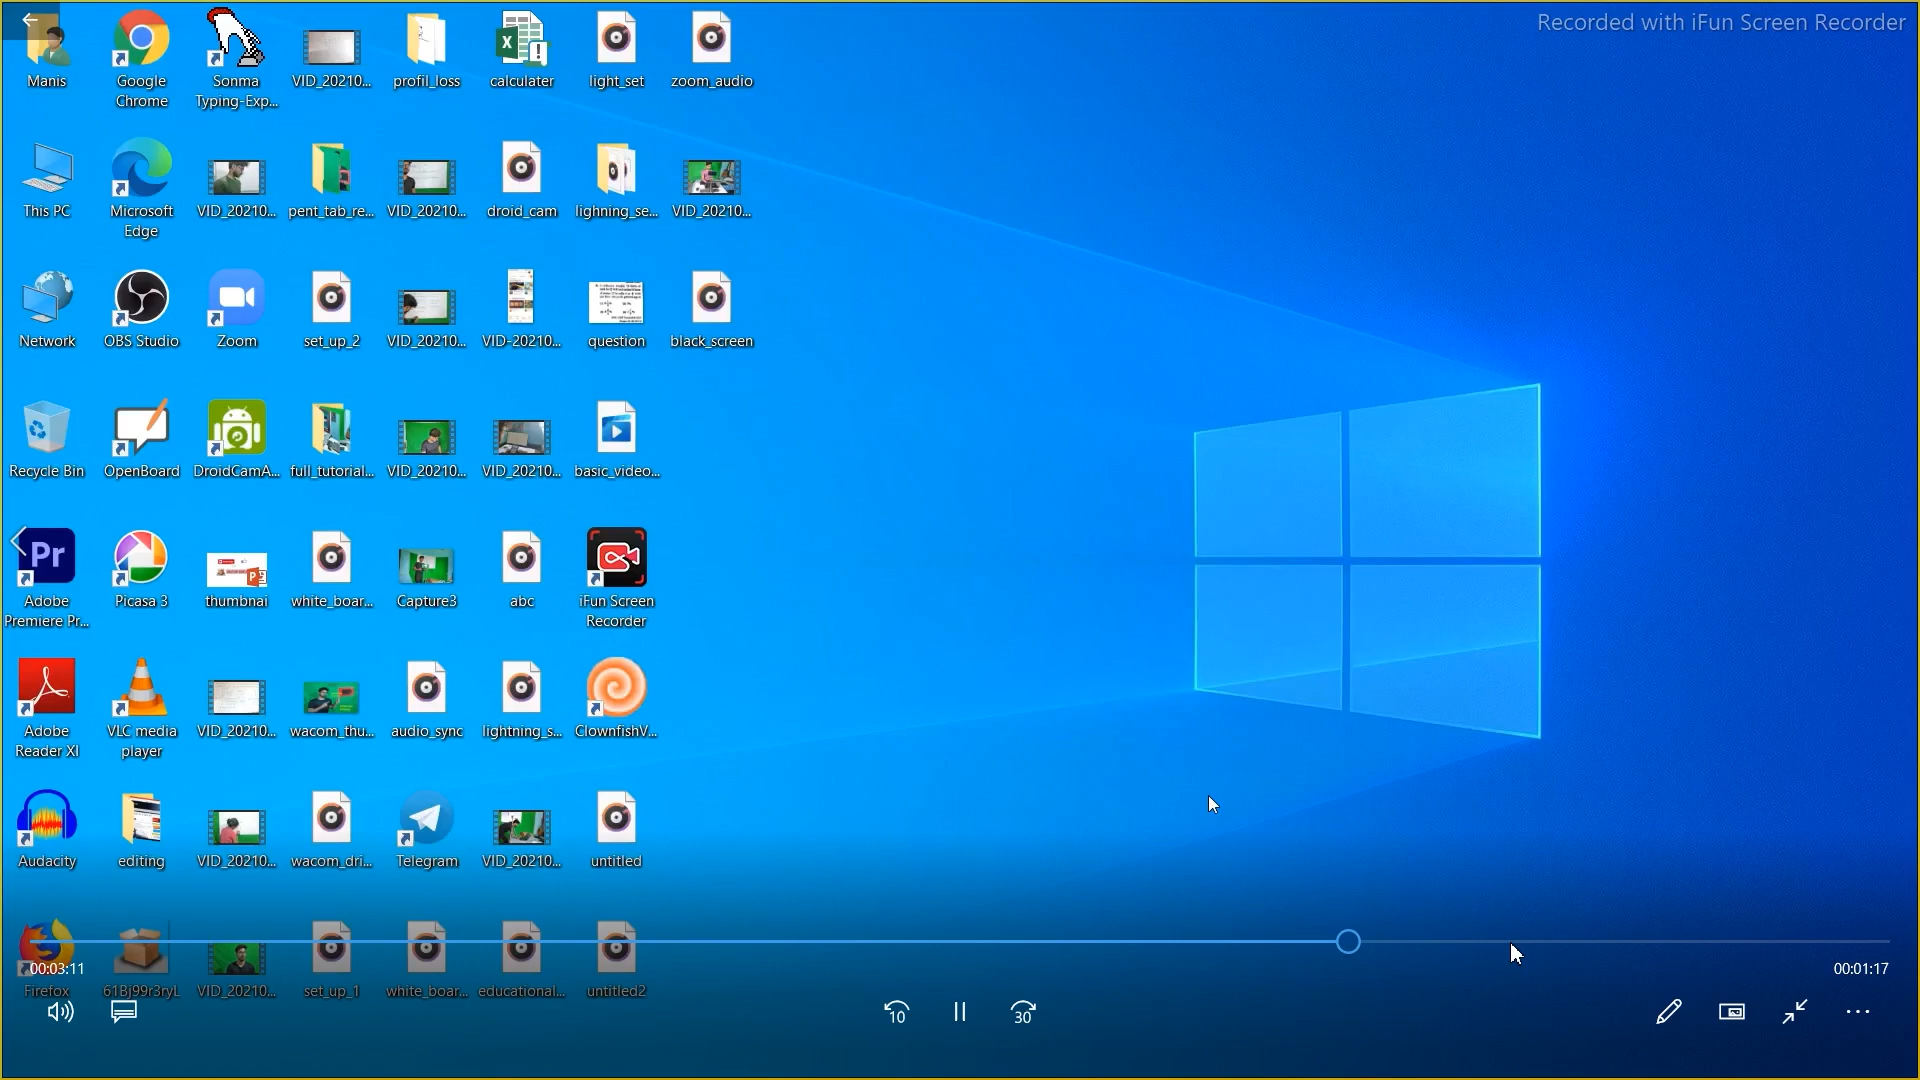 Recorded with iFun Screen Recorder
Manis
Google
Chrome
Sonma
Typing-Exp...
VID_20210...
profil_loss
calculater
light_set
zoom_audio
This PC
Microsoft
Edge
VID_20210...
pent_tab_re...
VID_20210...
droid_cam
lighning_se...
VID_20210...
Network
OBS Studio
Zoom
set_up_2
VID_20210...
VID-20210...
question
black_screen
Recycle Bin
OpenBoard
DroidCamA...
full_tutorial...
VID_20210...
VID_20210...
basic_video...
Pr
Adobe
Premiere Pr...
Picasa 3
thumbnai
white_boar...
Capture3
abc
iFun Screen
Recorder
Adobe
Reader XI
VLC media
player
VID_20210...
wacom_thu...
audio_sync
lightning_s...
ClownfishV...
Audacity
editing
VID_20210...
wacom_dri...
Telegram
VID_20210...
untitled
Firefox
61Bj99r3ryL
VID_20210...
set_up_1
white_boar...
educational...
untitled2
00:03:11
00:01:17
10
30